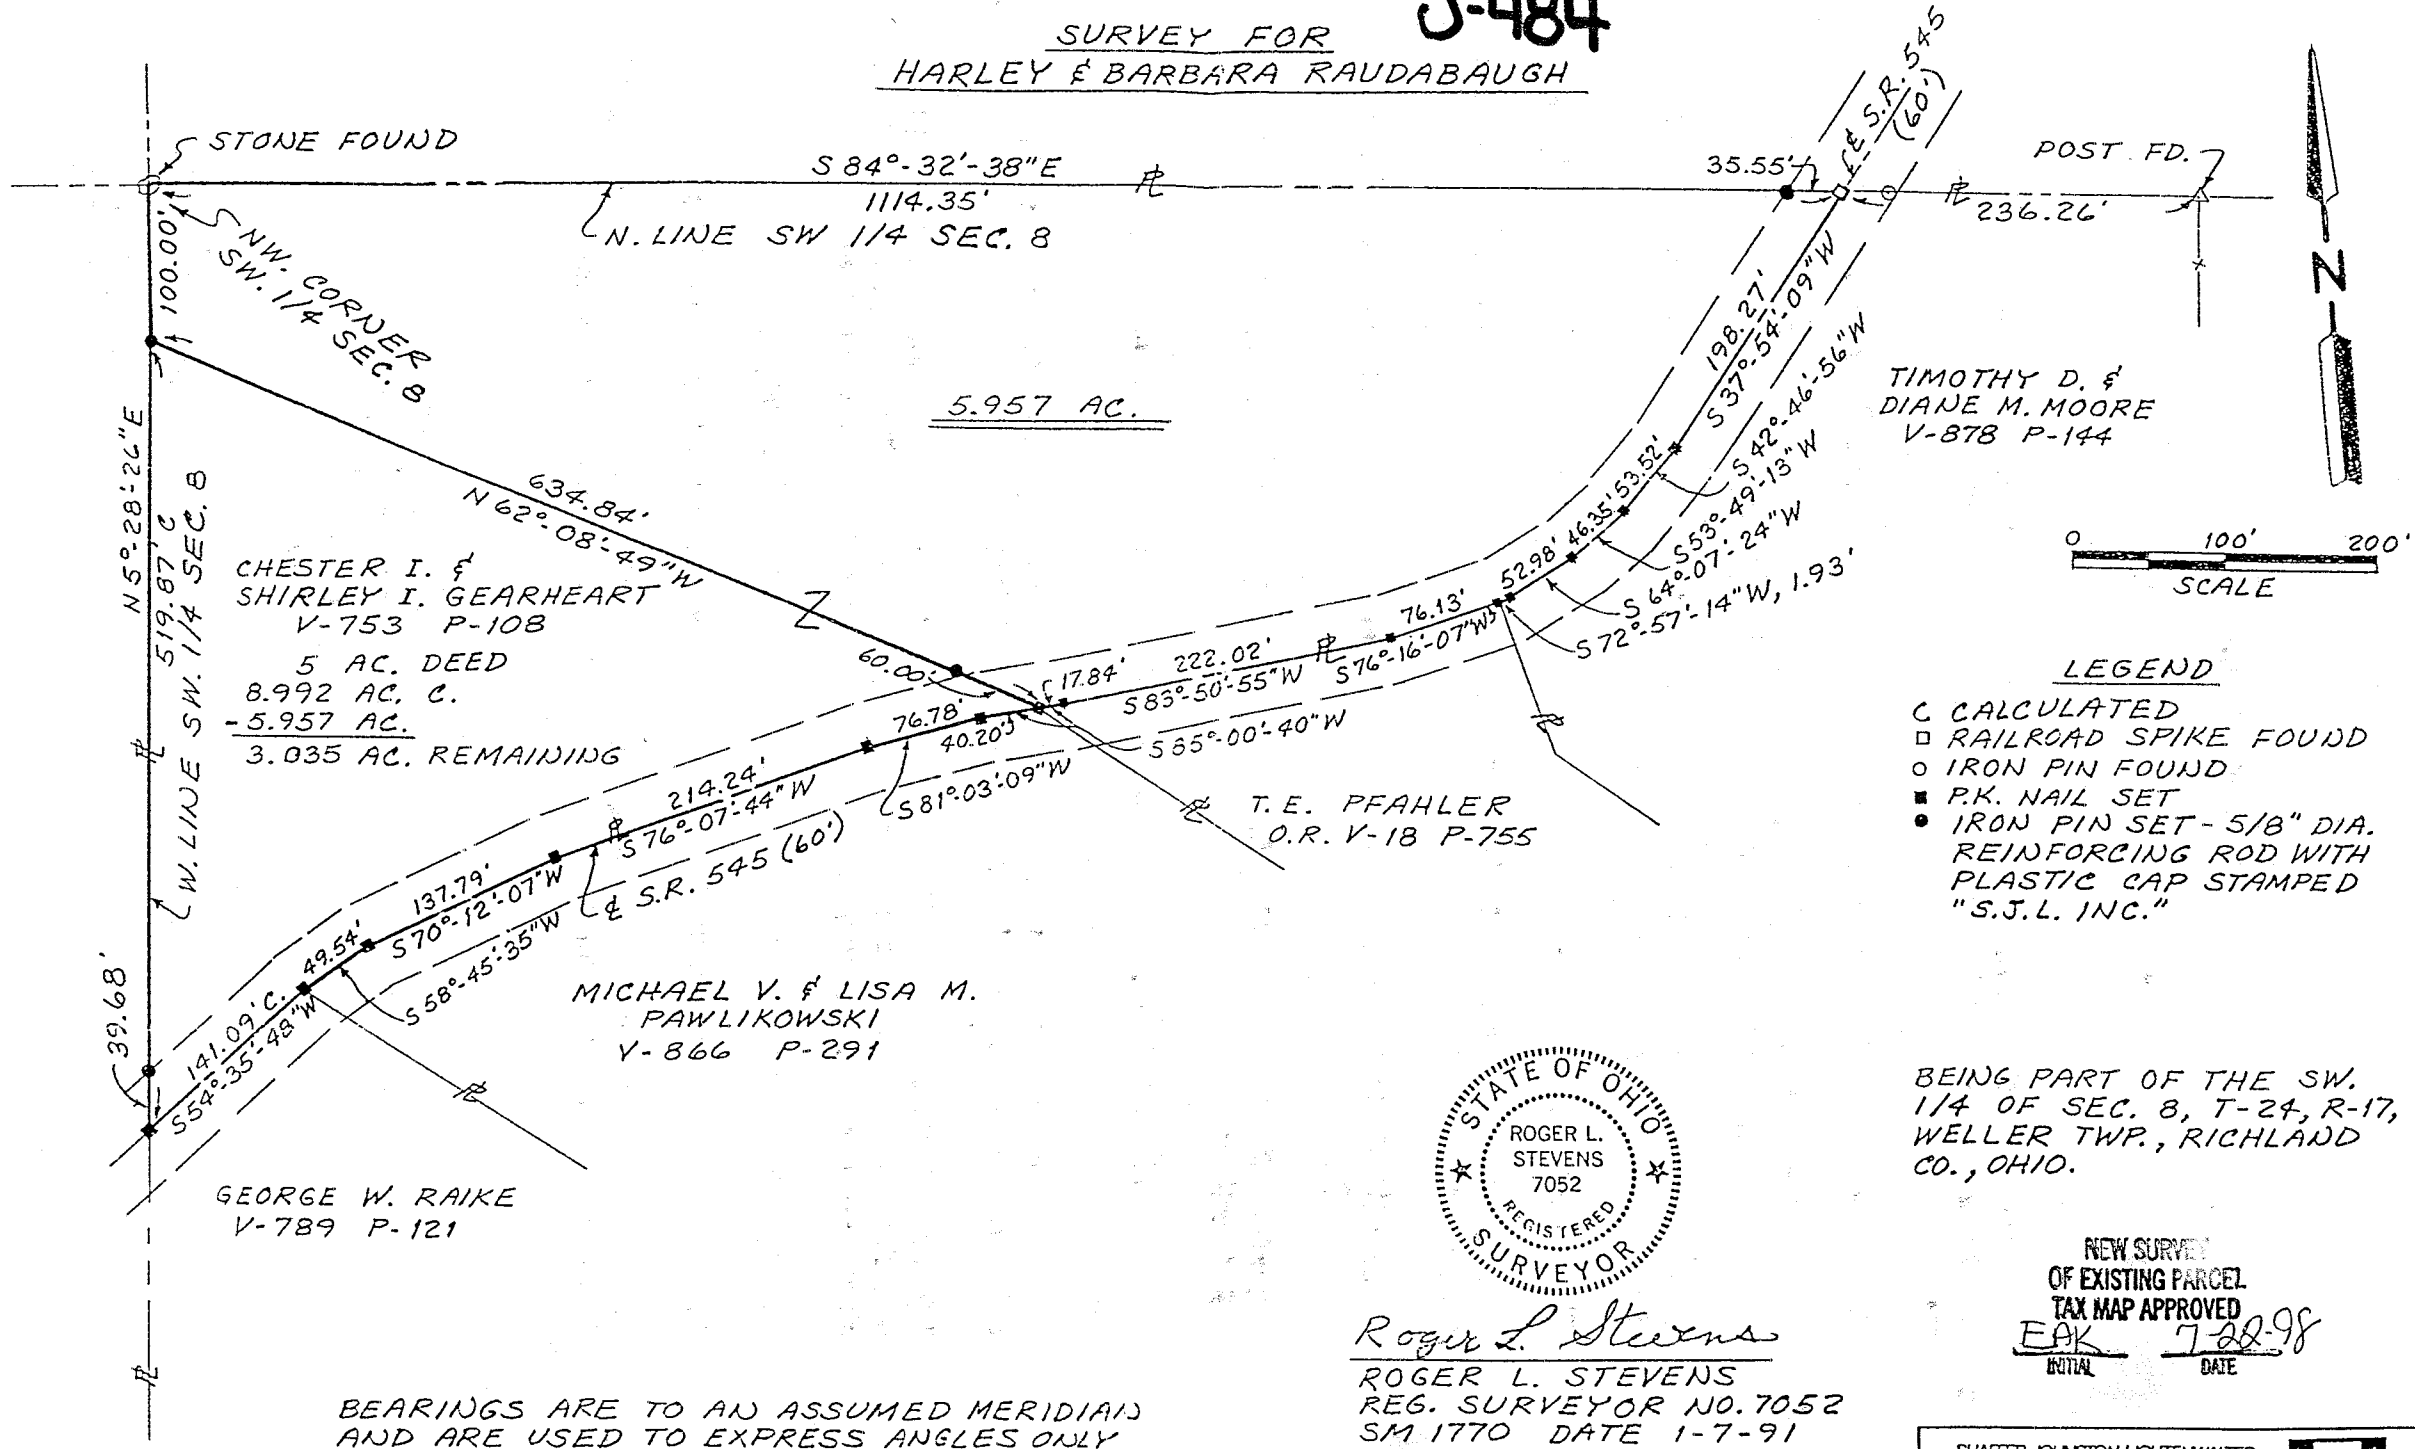 J-484
SURVEY FOR
HARLEY & BARBARA RAUDABAUGH
STONE FOUND
S 84°-32'-38"E
1114.35'
N. LINE SW 1/4 SEC. 8
35.55'
℄ S.R. 545
(60')
POST FD.
236.26'
100.00'
NW. CORNER
SW. 1/4 SEC. 8
N
198.27'
S 37°-54'-09"W
TIMOTHY D. &
DIANE M. MOORE
V-878 P-144
5.957 AC.
S 42°-46'-56"W
53.52'
S 53°-49'-13"W
46.35'
S 64°-07'-24"W
52.98'
S 72°-57'-14"W, 1.93'
0 100' 200'
SCALE
N 5°-28'-26"E
519.87' C
W. LINE SW. 1/4 SEC. 8
634.84'
N 62°-08'-49"W
CHESTER I. &
SHIRLEY I. GEARHEART
V-753 P-108
5 AC. DEED
8.992 AC. C.
-5.957 AC.
3.035 AC. REMAINING
60.00'
17.84'
222.02'
S 83°-50'-55"W
76.13'
S 76°-16'-07"W
76.78'
40.20'
S 85°-00'-40"W
S 81°-03'-09"W
214.24'
S 76°-07'-44"W
℄ S.R. 545 (60')
T. E. PFAHLER
O.R. V-18 P-755
LEGEND
C CALCULATED
□ RAILROAD SPIKE FOUND
○ IRON PIN FOUND
■ P.K. NAIL SET
● IRON PIN SET - 5/8" DIA.
REINFORCING ROD WITH
PLASTIC CAP STAMPED
"S.J.L. INC."
137.79'
S 70°-12'-07"W
49.54'
S 58°-45'-35"W
39.68'
141.09' C.
S 54°-35'-48"W
MICHAEL V. & LISA M.
PAWLIKOWSKI
V-866 P-291
GEORGE W. RAIKE
V-789 P-121
STATE OF OHIO
ROGER L.
STEVENS
7052
REGISTERED
SURVEYOR
BEING PART OF THE SW.
1/4 OF SEC. 8, T-24, R-17,
WELLER TWP., RICHLAND
CO., OHIO.
NEW SURVEY
OF EXISTING PARCEL
TAX MAP APPROVED
EAK 7-22-98
INITIAL DATE
Roger L. Stevens
ROGER L. STEVENS
REG. SURVEYOR NO. 7052
SM 1770 DATE 1-7-91
BEARINGS ARE TO AN ASSUMED MERIDIAN
AND ARE USED TO EXPRESS ANGLES ONLY